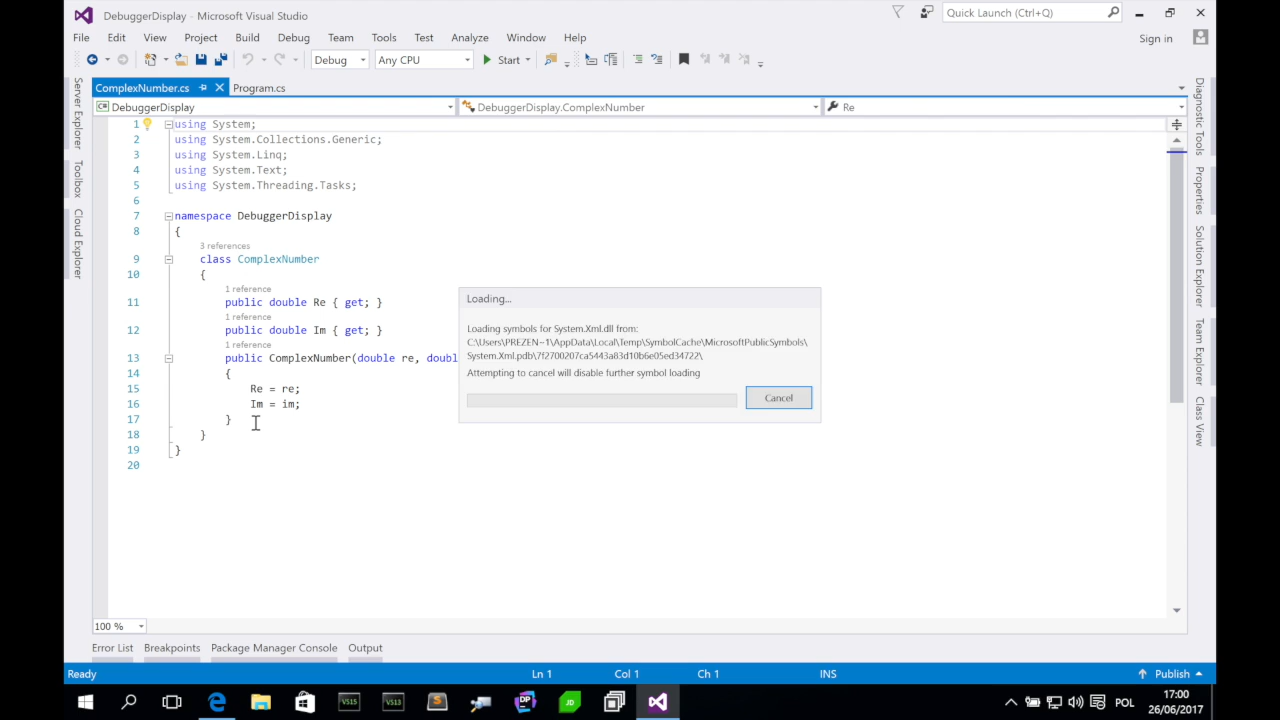 DebuggerDisplay - Microsoft Visual Studio
Quick Launch (Ctrl+Q)
File Edit View Project Build Debug Team Tools Test Analyze Window Help
Sign in
Debug Any CPU Start
ComplexNumber.cs Program.cs
DebuggerDisplay DebuggerDisplay.ComplexNumber Re
Server Explorer
Toolbox
Cloud Explorer
1 using System;
2 using System.Collections.Generic;
3 using System.Linq;
4 using System.Text;
5 using System.Threading.Tasks;
6
7 namespace DebuggerDisplay
8 {
3 references
9 class ComplexNumber
10 {
1 reference
11 public double Re { get; }
1 reference
12 public double Im { get; }
1 reference
13 public ComplexNumber(double re, doubl
14 {
15 Re = re;
16 Im = im;
17 }
18 }
19 }
20
Loading...
Loading symbols for System.Xml.dll from:
C:\Users\PREZEN~1\AppData\Local\Temp\SymbolCache\MicrosoftPublicSymbols\
System.Xml.pdb\7f2700207ca5443a83d10b6e05ed34722\
Attempting to cancel will disable further symbol loading
Cancel
Diagnostic Tools
Properties
Solution Explorer
Team Explorer
Class View
100 %
Error List Breakpoints Package Manager Console Output
Ready Ln 1 Col 1 Ch 1 INS Publish
VS15 VS13 S DP JD POL 17:00
26/06/2017